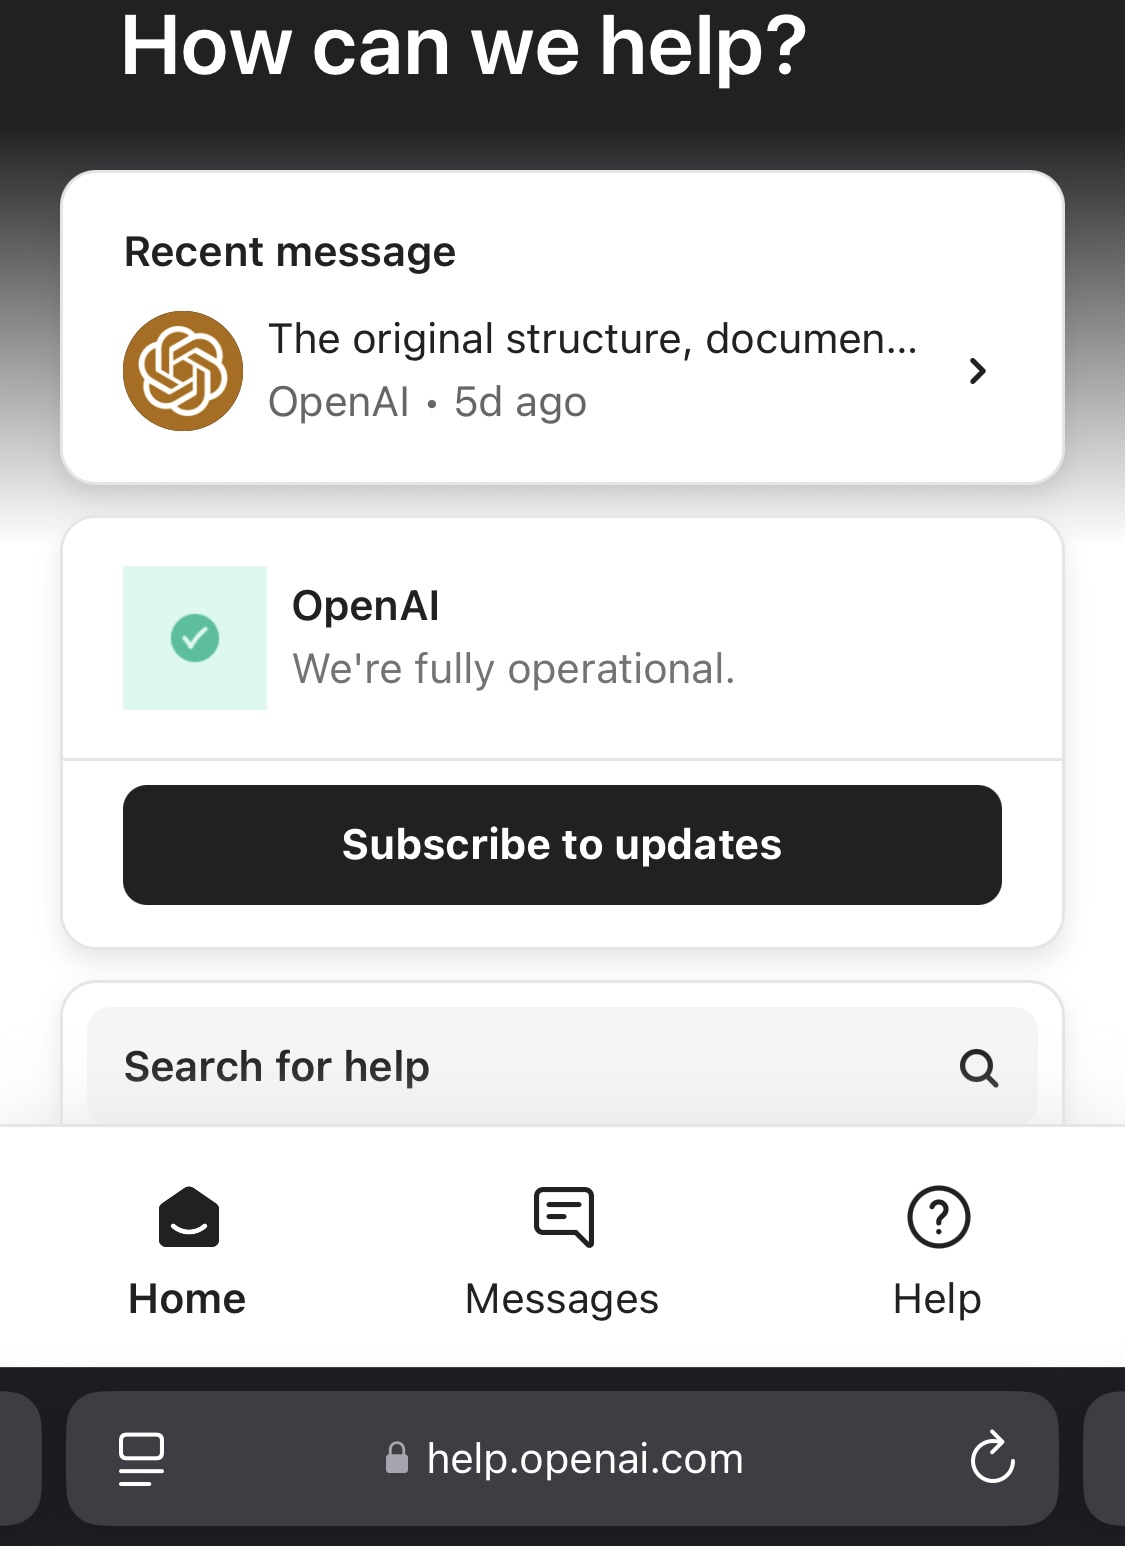 How can we help?
Recent message
The original structure, documen...
OpenAI • 5d ago
OpenAI
We're fully operational.
Subscribe to updates
Search for help
Home
Messages
Help
help.openai.com